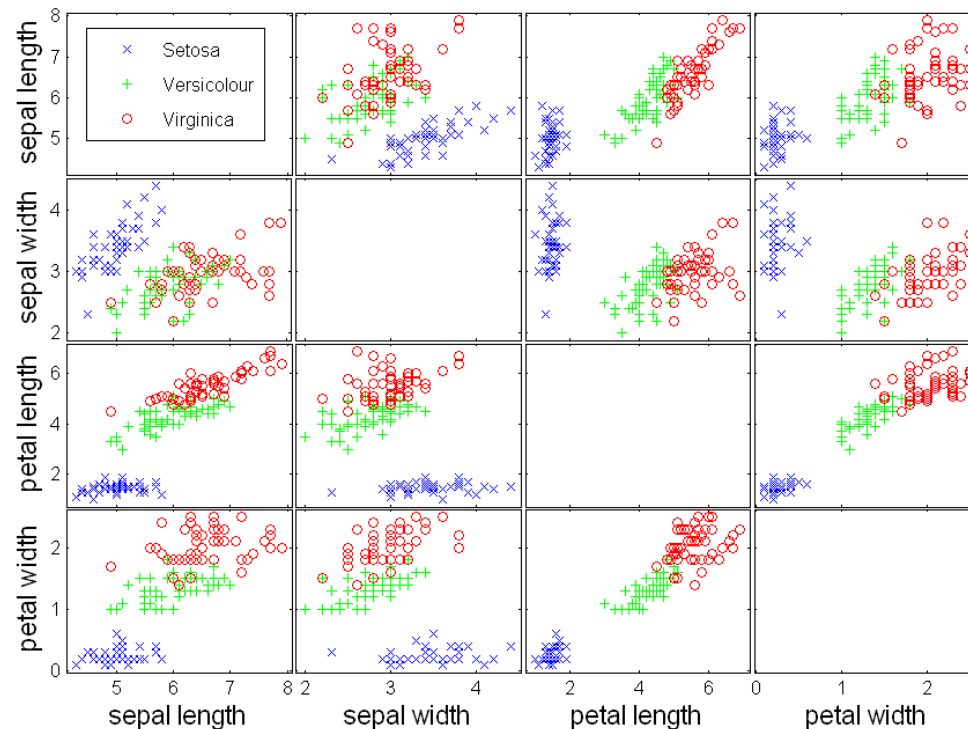 sepal length
8
7
6
5
Setosa
Versicolour
Virginica
sepal width
4
3
2
petal length
6
4
2
petal width
2
1
0
5 6 7 8 2 3 4 2 4 6 0 1 2
sepal length sepal width petal length petal width